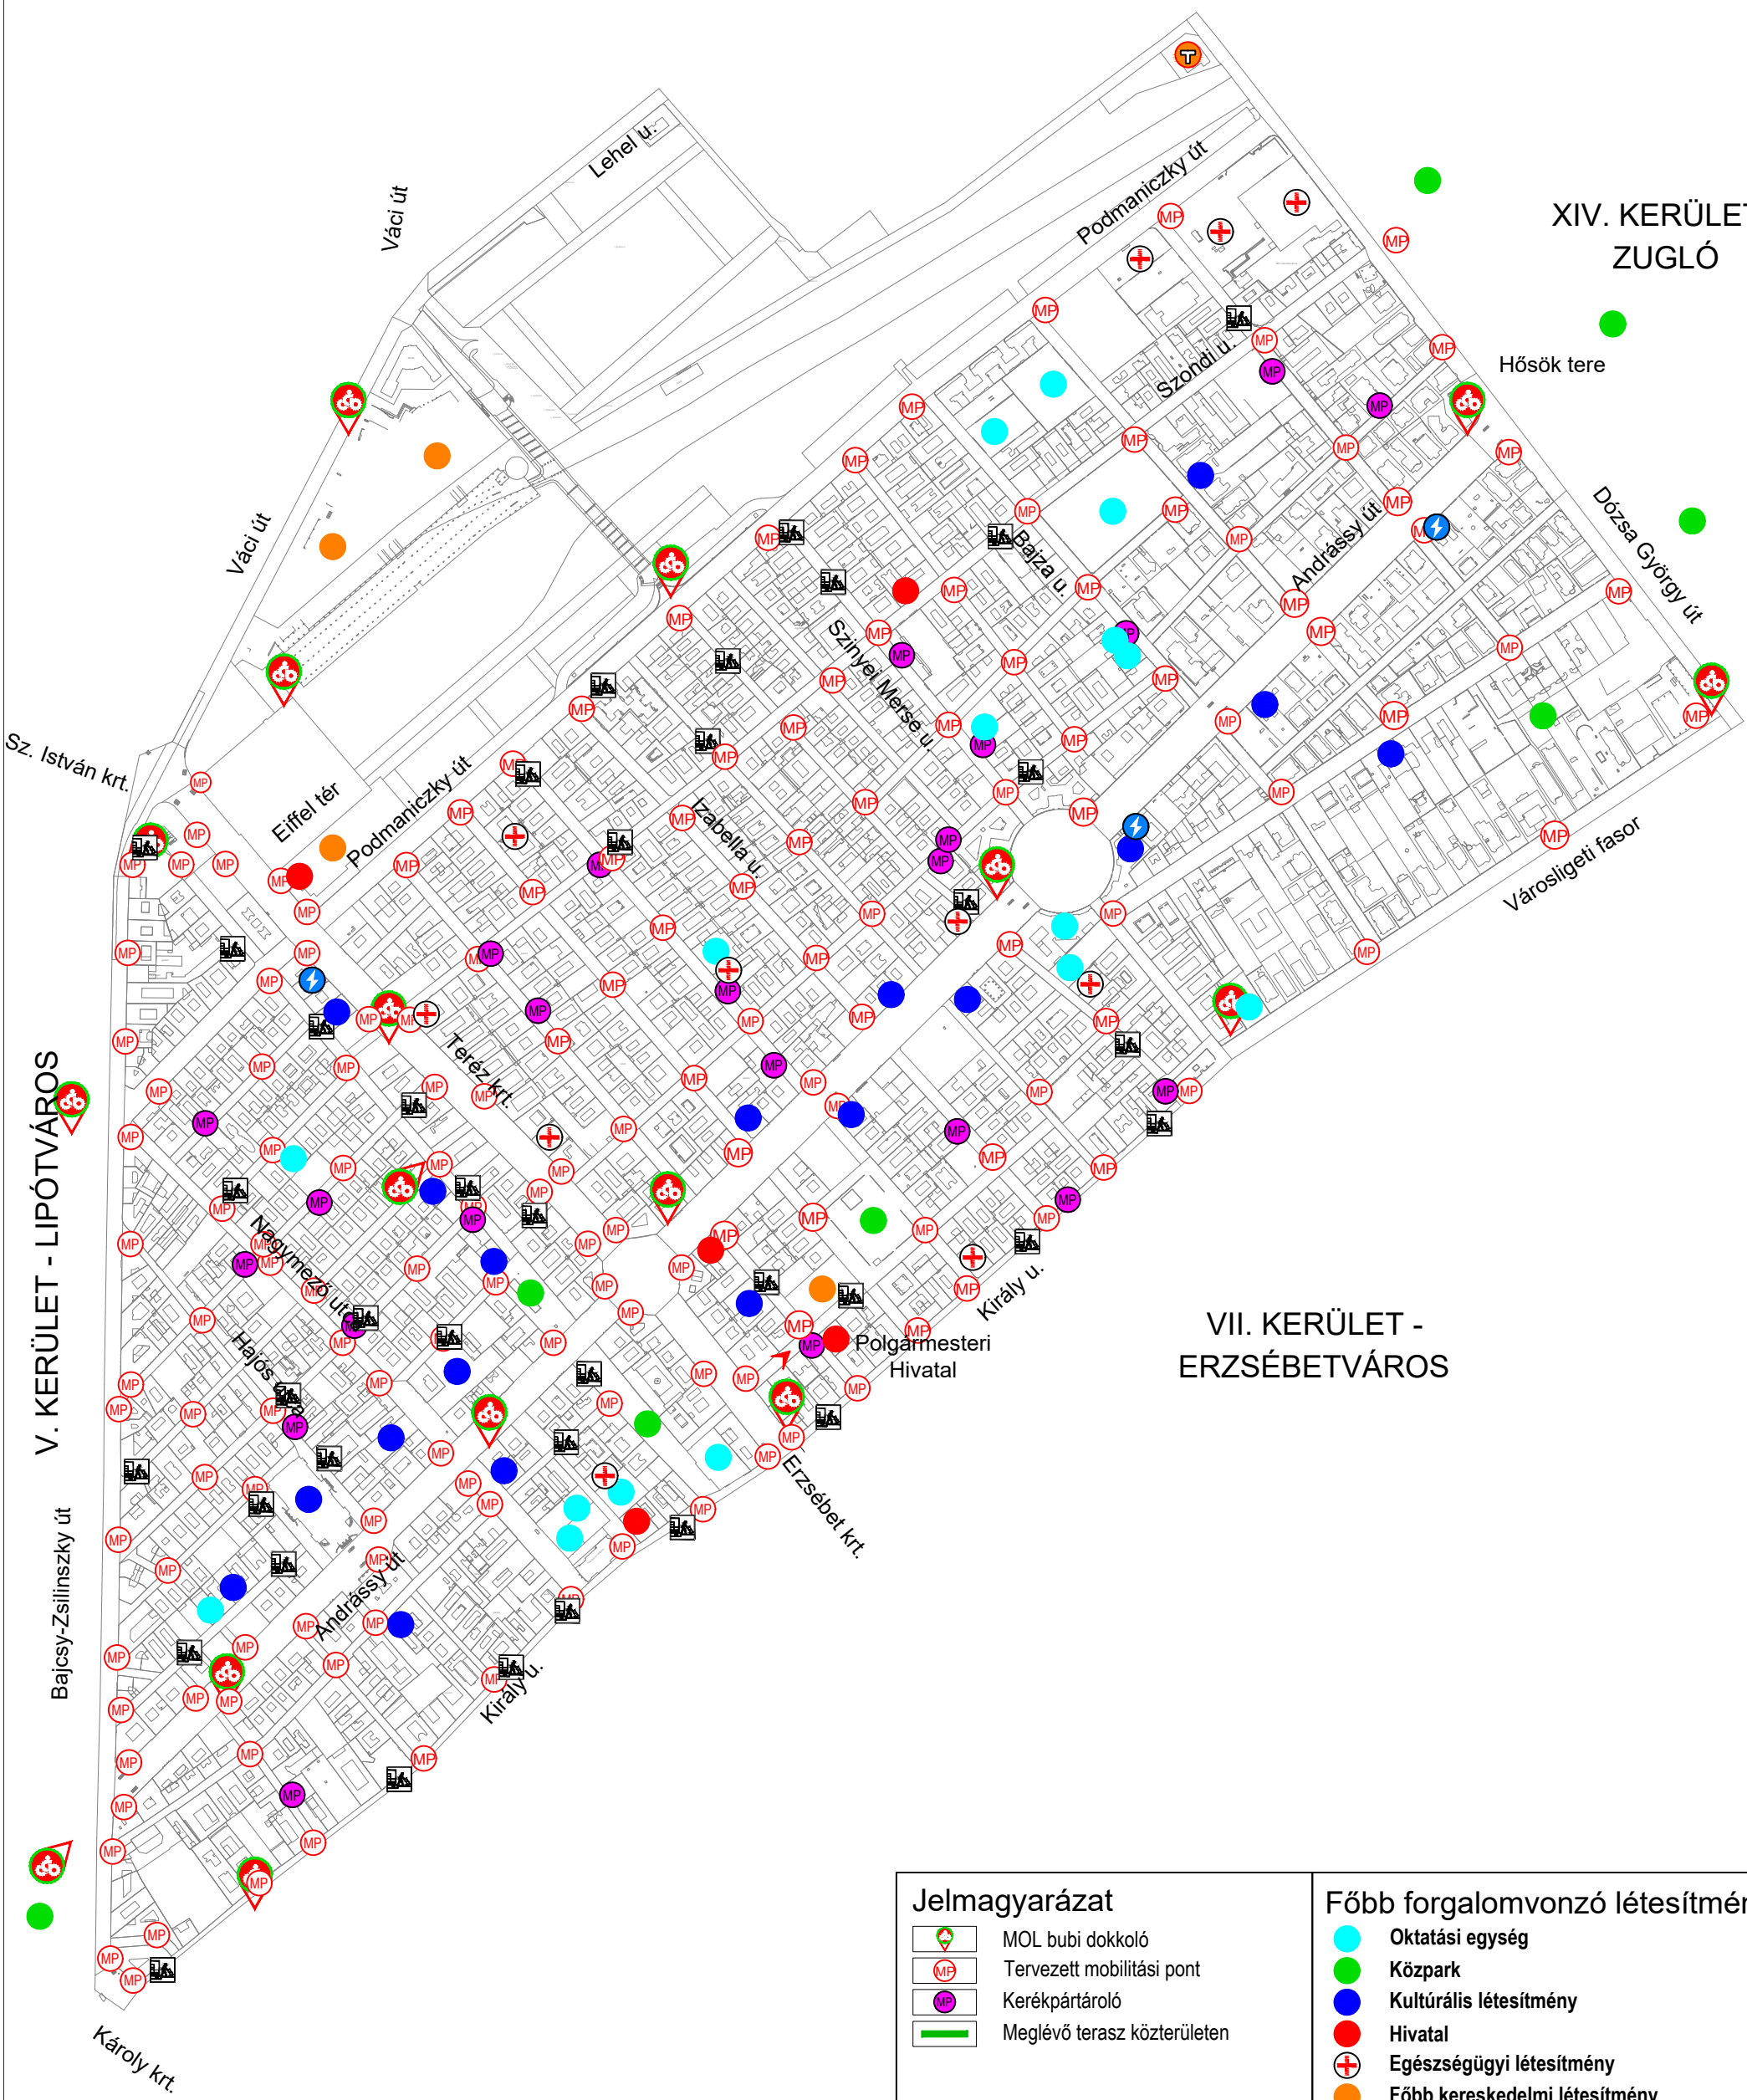 Lehel u.
Váci út
Podmaniczky út
XIV. KERÜLET
ZUGLÓ
Hősök tere
Szondi u.
Váci út
Dózsa György út
Bajza u.
Andrássy út
Szinyei Merse u.
Sz. István krt.
Eiffel tér
Podmaniczky út
Izabella u.
Városligeti fasor
Teréz krt.
V. KERÜLET - LIPÓTVÁROS
Nagymező utca
Hajós
Király u.
VII. KERÜLET -
ERZSÉBETVÁROS
Polgármesteri
Hivatal
Erzsébet krt.
Bajcsy-Zsilinszky út
Andrássy út
Király u.
Károly krt.
Jelmagyarázat
MOL bubi dokkoló
MP Tervezett mobilitási pont
MP Kerékpártároló
Meglévő terasz közterületen
Főbb forgalomvonzó létesítmén
Oktatási egység
Közpark
Kultúrális létesítmény
Hivatal
Egészségügyi létesítmény
Főbb kereskedelmi létesítmény